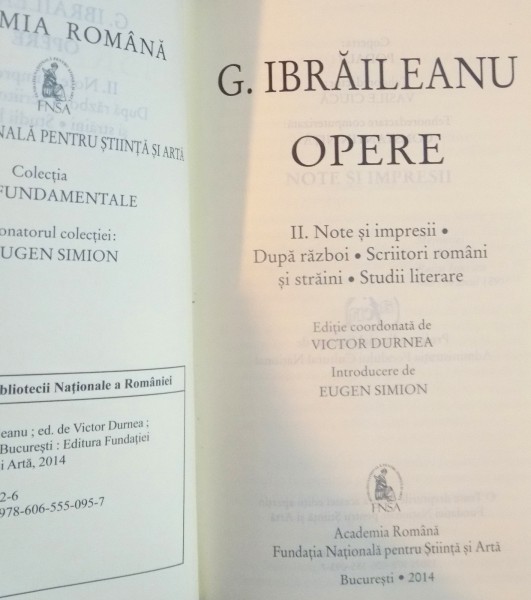 MIA ROMÂNĂ
FNSA
NALĂ PENTRU ȘTIINȚĂ ȘI ARTĂ
Colecția
FUNDAMENTALE
onatorul colecției:
UGEN SIMION
bliotecii Naționale a României
eanu ; ed. de Victor Durnea ;
București : Editura Fundației
i Artă, 2014
2-6
978-606-555-095-7
G. IBRĂILEANU
OPERE
II. Note și impresii •
După război • Scriitori români
și străini • Studii literare
Ediție coordonată de
VICTOR DURNEA
Introducere de
EUGEN SIMION
FNSA
Academia Română
Fundația Națională pentru Știință și Artă
București • 2014